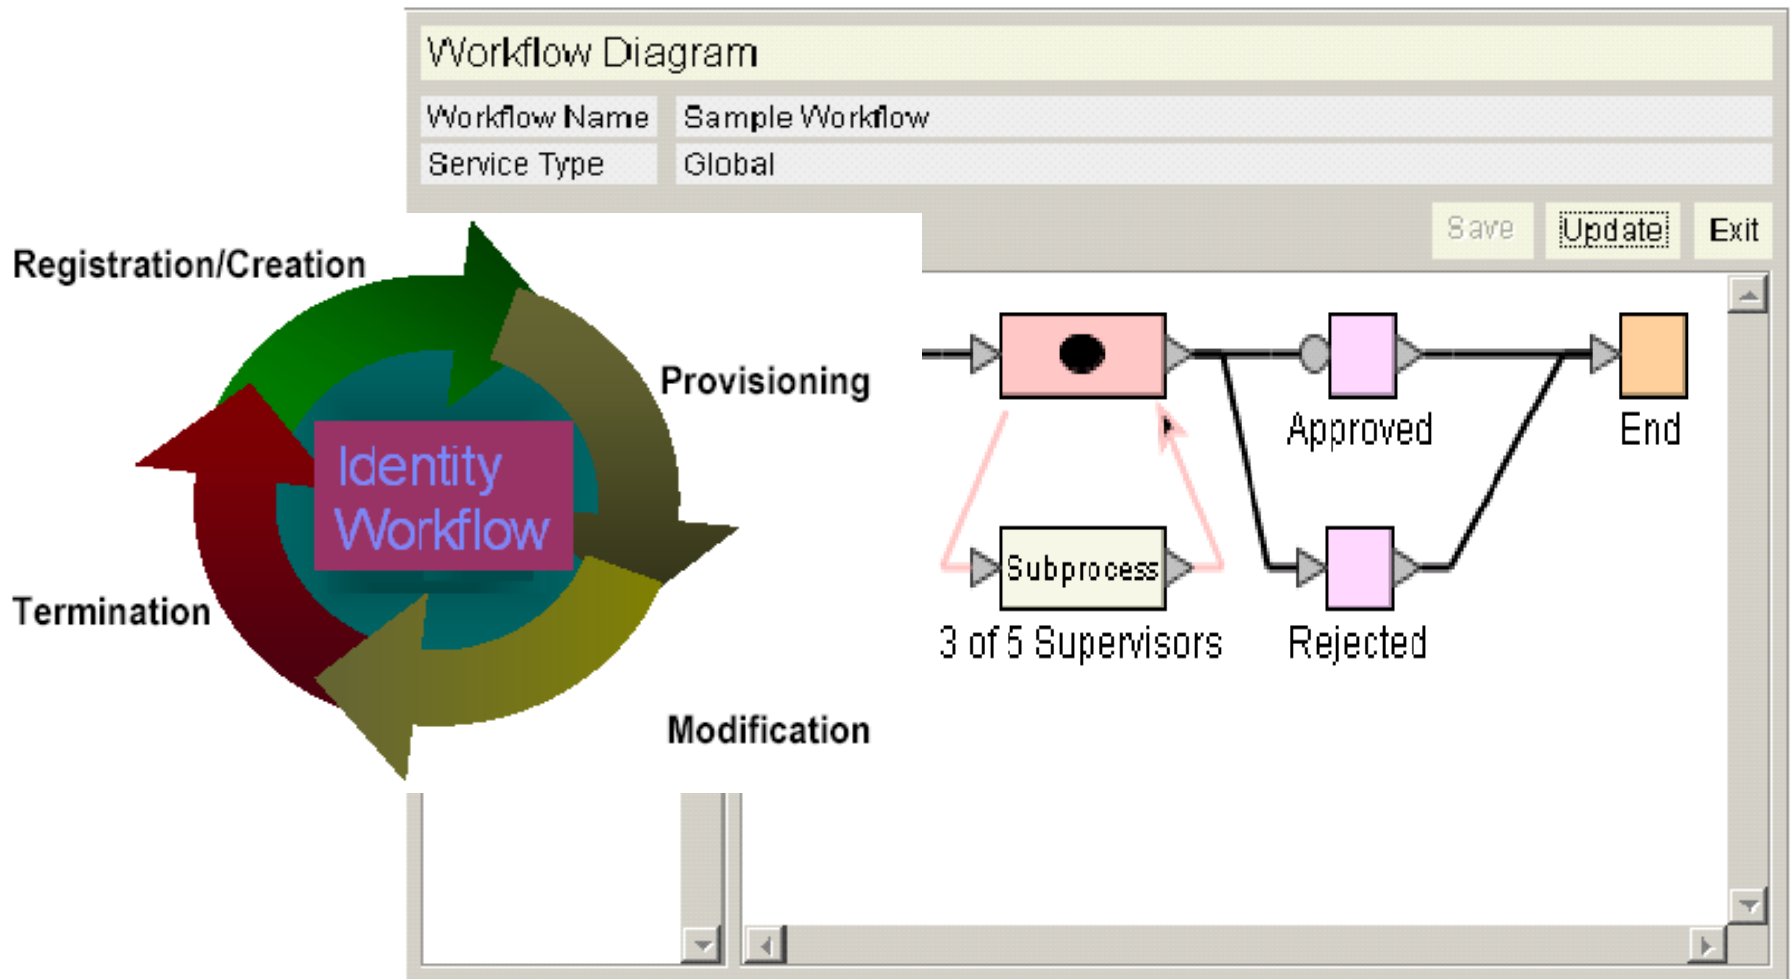 Workflow Diagram
Workflow Name Sample Workflow
Service Type Global
Save Update Exit
Registration/Creation
Provisioning
Identity
Workflow
Termination
Modification
Approved
End
Subprocess
3 of 5 Supervisors
Rejected